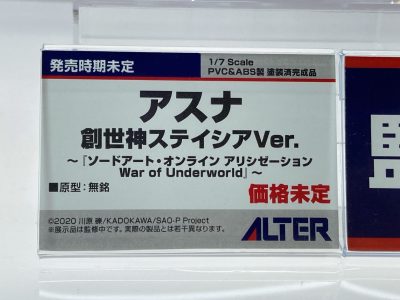 発売時期未定
1/7 Scale
PVC&ABS製 塗装済完成品
アスナ
創世神ステイシアVer.
～『ソードアート・オンライン アリシゼーション
War of Underworld』～
■原型：無銘
価格未定
©2020 川原 礫/KADOKAWA/SAO-P Project
※展示品は監修中です。実際の製品とは若干異なります。
ALTER